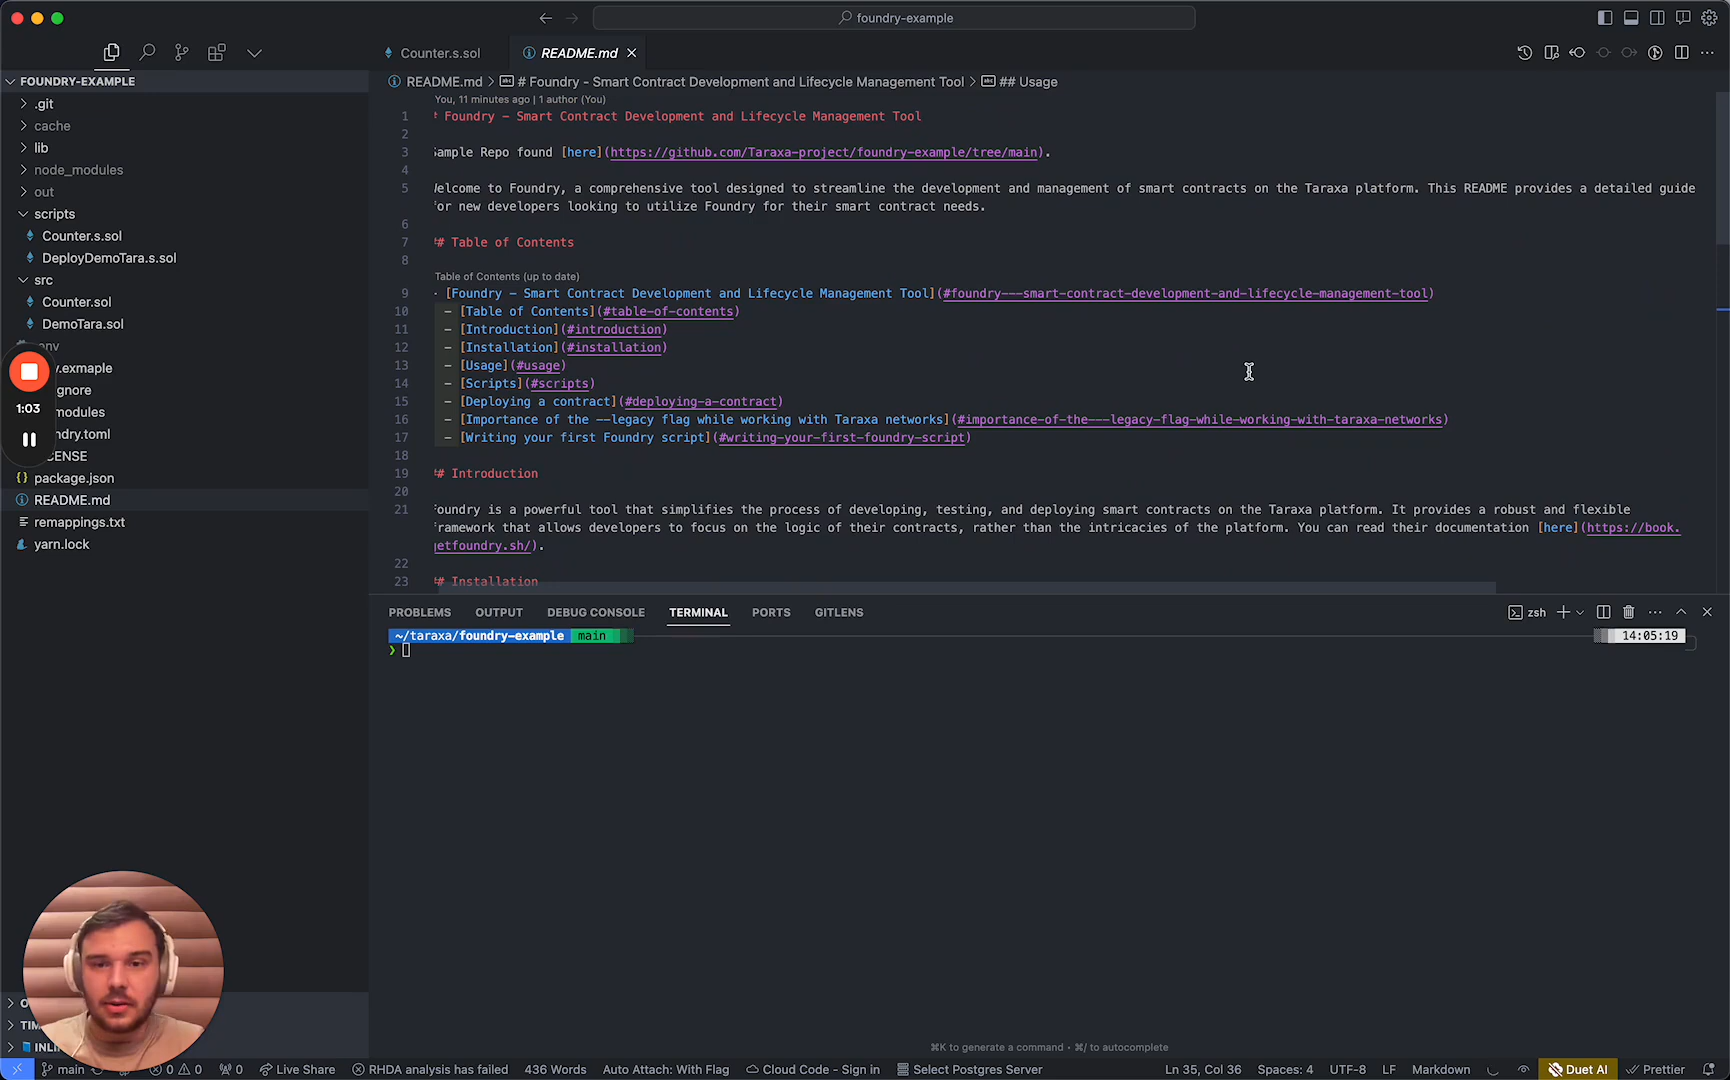 foundry-example
Counter.s.sol
README.md
FOUNDRY-EXAMPLE
README.md > # Foundry - Smart Contract Development and Lifecycle Management Tool > ## Usage
.git
cache
lib
node_modules
out
scripts
Counter.s.sol
DeployDemoTara.s.sol
src
Counter.sol
DemoTara.sol
.exmaple
1:03
package.json
README.md
remappings.txt
yarn.lock
You, 11 minutes ago | 1 author (You)
1 Foundry - Smart Contract Development and Lifecycle Management Tool
2
3 ample Repo found [here](https://github.com/Taraxa-project/foundry-example/tree/main).
4
5 elcome to Foundry, a comprehensive tool designed to streamline the development and management of smart contracts on the Taraxa platform. This README provides a detailed guide
or new developers looking to utilize Foundry for their smart contract needs.
6
7 # Table of Contents
8
Table of Contents (up to date)
9 [Foundry - Smart Contract Development and Lifecycle Management Tool](#foundry---smart-contract-development-and-lifecycle-management-tool)
10 - [Table of Contents](#table-of-contents)
11 - [Introduction](#introduction)
12 - [Installation](#installation)
13 - [Usage](#usage)
14 - [Scripts](#scripts)
15 - [Deploying a contract](#deploying-a-contract)
16 - [Importance of the --legacy flag while working with Taraxa networks](#importance-of-the---legacy-flag-while-working-with-taraxa-networks)
17 - [Writing your first Foundry script](#writing-your-first-foundry-script)
18
19 # Introduction
20
21 oundry is a powerful tool that simplifies the process of developing, testing, and deploying smart contracts on the Taraxa platform. It provides a robust and flexible
ramework that allows developers to focus on the logic of their contracts, rather than the intricacies of the platform. You can read their documentation [here](https://book.
etfoundry.sh/).
22
23 # Installation
PROBLEMS OUTPUT DEBUG CONSOLE TERMINAL PORTS GITLENS
zsh
~/taraxa/foundry-example main
14:05:19
⌘K to generate a command • ⌘/ to autocomplete
main 0 0 0 Live Share RHDA analysis has failed 436 Words Auto Attach: With Flag Cloud Code - Sign in Select Postgres Server Ln 35, Col 36 Spaces: 4 UTF-8 LF Markdown Duet AI Prettier